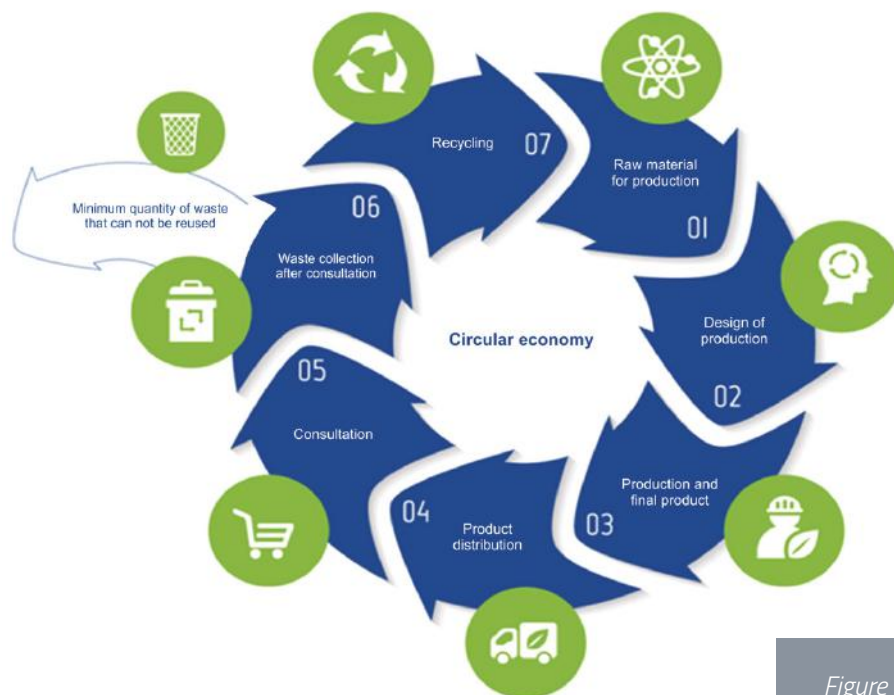 Recycling
07
Raw material
for production
01
Design of
production
02
Production and
final product
03
Product
distribution
04
Consultation
05
Waste collection
after consultation
06
Minimum quantity of waste
that can not be reused
Circular economy
Figure